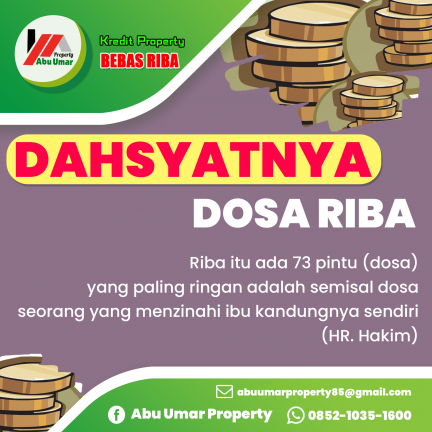 Property
Abu Umar
Kredit Property
BEBAS RIBA
DAHSYATNYA
DOSA RIBA
Riba itu ada 73 pintu (dosa)
yang paling ringan adalah semisal dosa
seorang yang menzinahi ibu kandungnya sendiri
(HR. Hakim)
abuumarproperty85@gmail.com
Abu Umar Property
0852-1035-1600